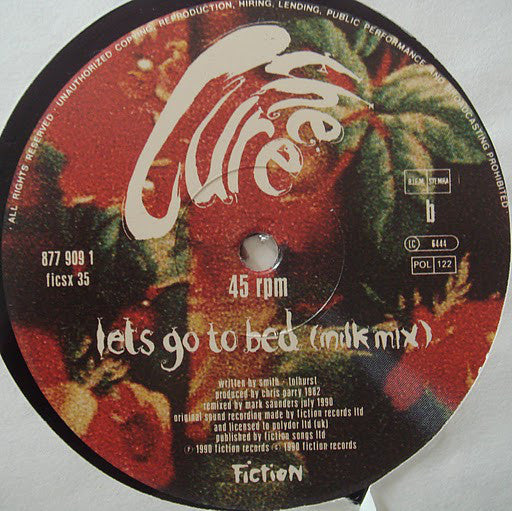 ALL RIGHTS RESERVED UNAUTHORIZED COPYING, REPRODUCTION, HIRING, LENDING, PUBLIC PERFORMANCE AND BROADCASTING PROHIBITED
the
cure
B.I.E.M. STEMRA
b
LC 6444
POL 122
877 909 1
ficsx 35
45 rpm
lets go to bed (milk mix)
written by smith - tolhurst
produced by chris parry 1982
remixed by mark saunders july 1990
original sound recording made by fiction records ltd
and licensed to polydor ltd (uk)
published by fiction songs ltd
℗ 1990 fiction records © 1990 fiction records
Fiction